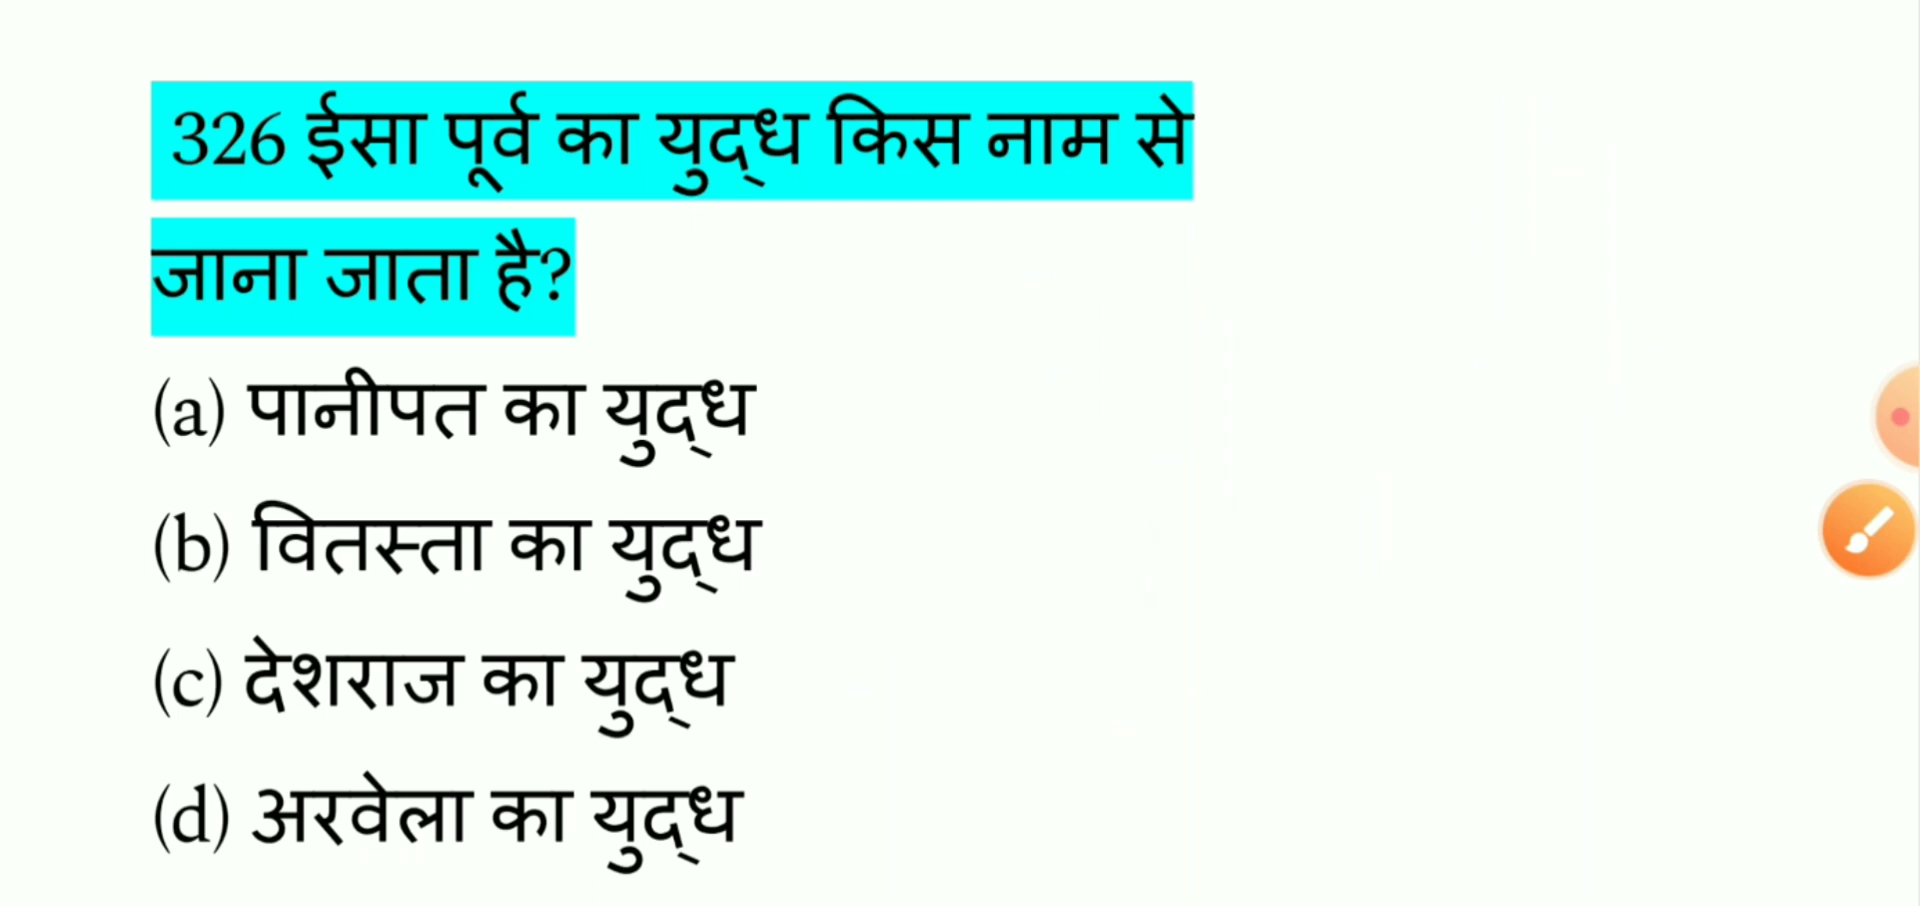 326 ईसा पूर्व का युद्ध किस नाम से
जाना जाता है?
(a) पानीपत का युद्ध
(b) वितस्ता का युद्ध
(c) देशराज का युद्ध
(d) अरवेला का युद्ध